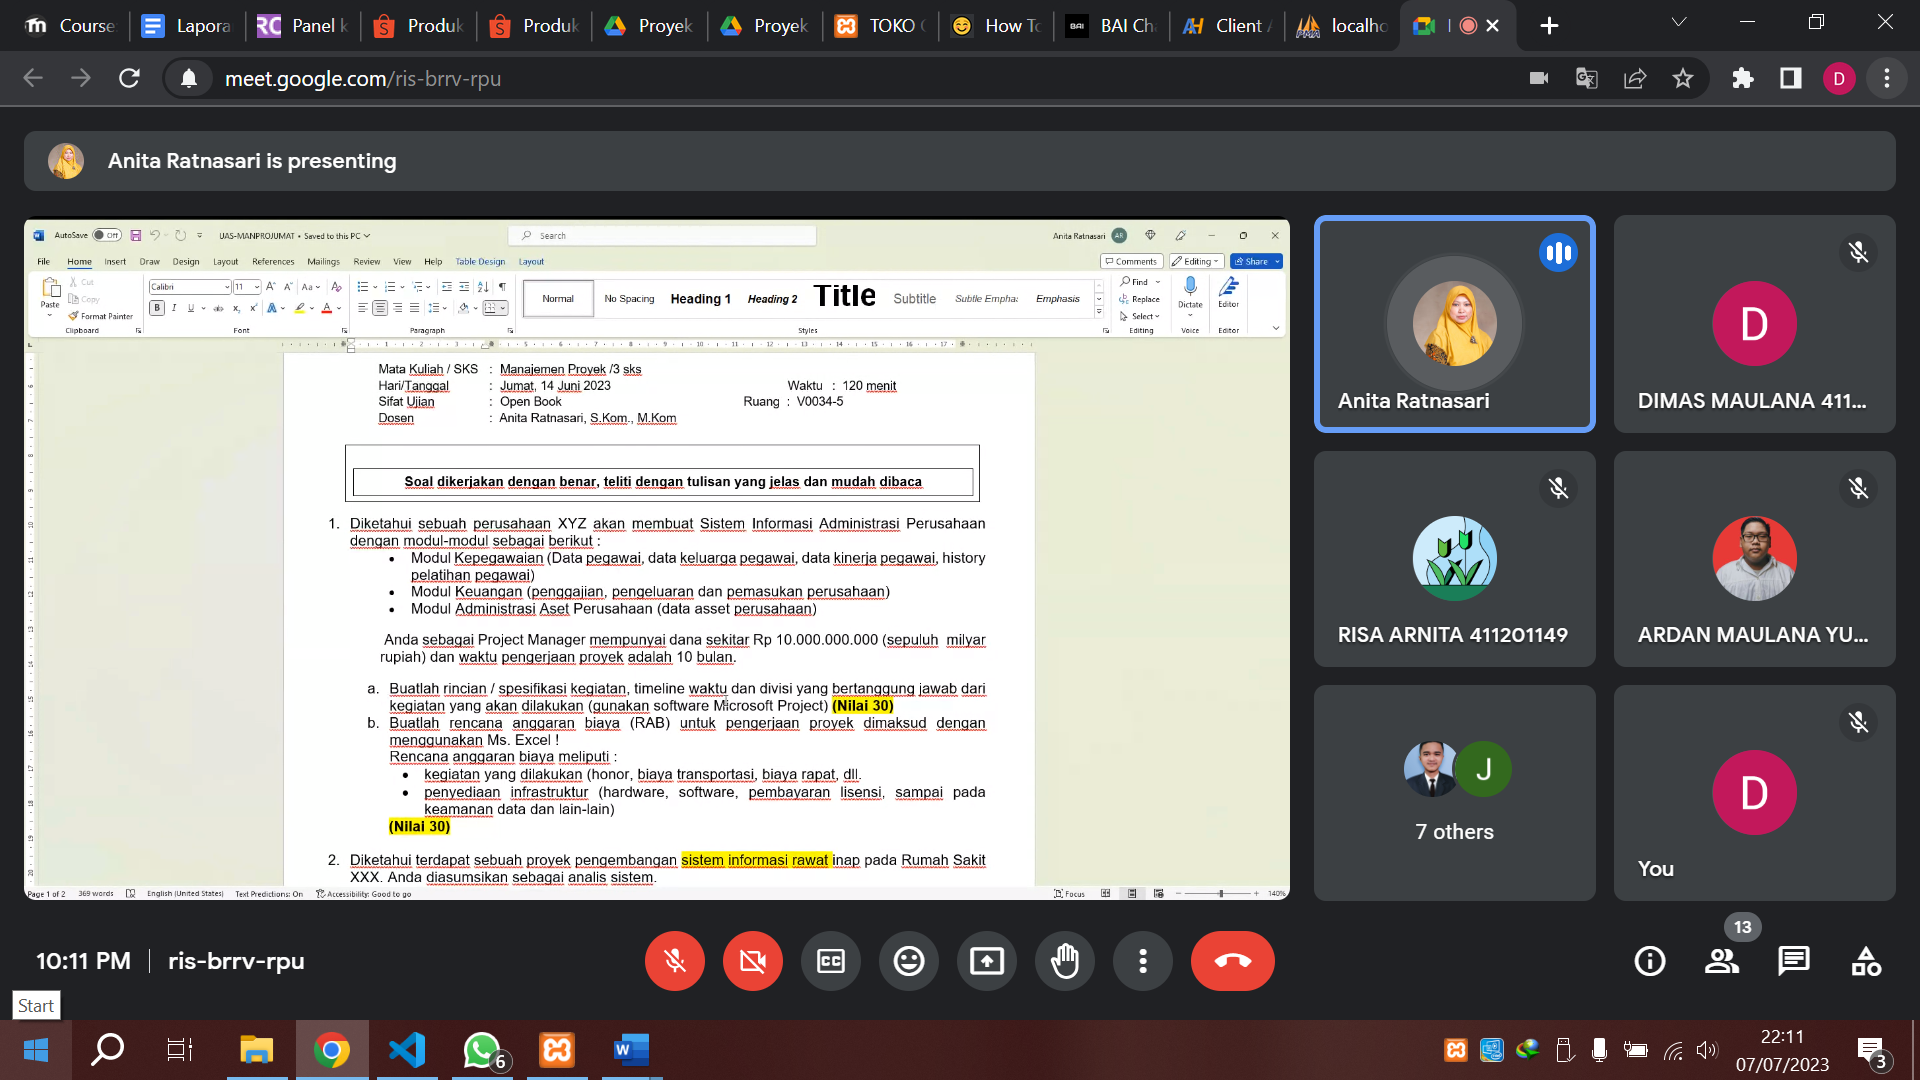 Course
Lapora
Panel k
Produk
Produk
Proyek
Proyek
TOKO
How To
BAI Ch
Client
localho
meet.google.com/ris-brrv-rpu
D
Anita Ratnasari is presenting
AutoSave Off UAS-MANPROJUMAT • Saved to this PC
Search
Anita Ratnasari AR
File Home Insert Draw Design Layout References Mailings Review View Help Table Design Layout
Comments Editing Share
Paste Cut Copy Format Painter
Calibri 11
Normal No Spacing Heading 1 Heading 2 Title Subtitle Subtle Emphas Emphasis
Find Replace Select
Dictate Editor
Clipboard Font Paragraph Styles Editing Voice Editor
Mata Kuliah / SKS : Manajemen Proyek /3 sks
Hari/Tanggal : Jumat, 14 Juni 2023 Waktu : 120 menit
Sifat Ujian : Open Book Ruang : V0034-5
Dosen : Anita Ratnasari, S.Kom., M.Kom
Soal dikerjakan dengan benar, teliti dengan tulisan yang jelas dan mudah dibaca
1. Diketahui sebuah perusahaan XYZ akan membuat Sistem Informasi Administrasi Perusahaan
dengan modul-modul sebagai berikut :
• Modul Kepegawaian (Data pegawai, data keluarga pegawai, data kinerja pegawai, history
pelatihan pegawai)
• Modul Keuangan (penggajian, pengeluaran dan pemasukan perusahaan)
• Modul Administrasi Aset Perusahaan (data asset perusahaan)
Anda sebagai Project Manager mempunyai dana sekitar Rp 10.000.000.000 (sepuluh milyar
rupiah) dan waktu pengerjaan proyek adalah 10 bulan.
a. Buatlah rincian / spesifikasi kegiatan, timeline waktu dan divisi yang bertanggung jawab dari
kegiatan yang akan dilakukan (gunakan software Microsoft Project) (Nilai 30)
b. Buatlah rencana anggaran biaya (RAB) untuk pengerjaan proyek dimaksud dengan
menggunakan Ms. Excel !
Rencana anggaran biaya meliputi :
• kegiatan yang dilakukan (honor, biaya transportasi, biaya rapat, dll.
• penyediaan infrastruktur (hardware, software, pembayaran lisensi, sampai pada
keamanan data dan lain-lain)
(Nilai 30)
2. Diketahui terdapat sebuah proyek pengembangan sistem informasi rawat inap pada Rumah Sakit
XXX. Anda diasumsikan sebagai analis sistem.
Page 1 of 2 369 words English (United States) Text Predictions: On Accessibility: Good to go Focus 140%
Anita Ratnasari
D
DIMAS MAULANA 411...
RISA ARNITA 411201149
ARDAN MAULANA YU...
J
7 others
D
You
10:11 PM ris-brrv-rpu
CC
13
Start
6
22:11
07/07/2023
3